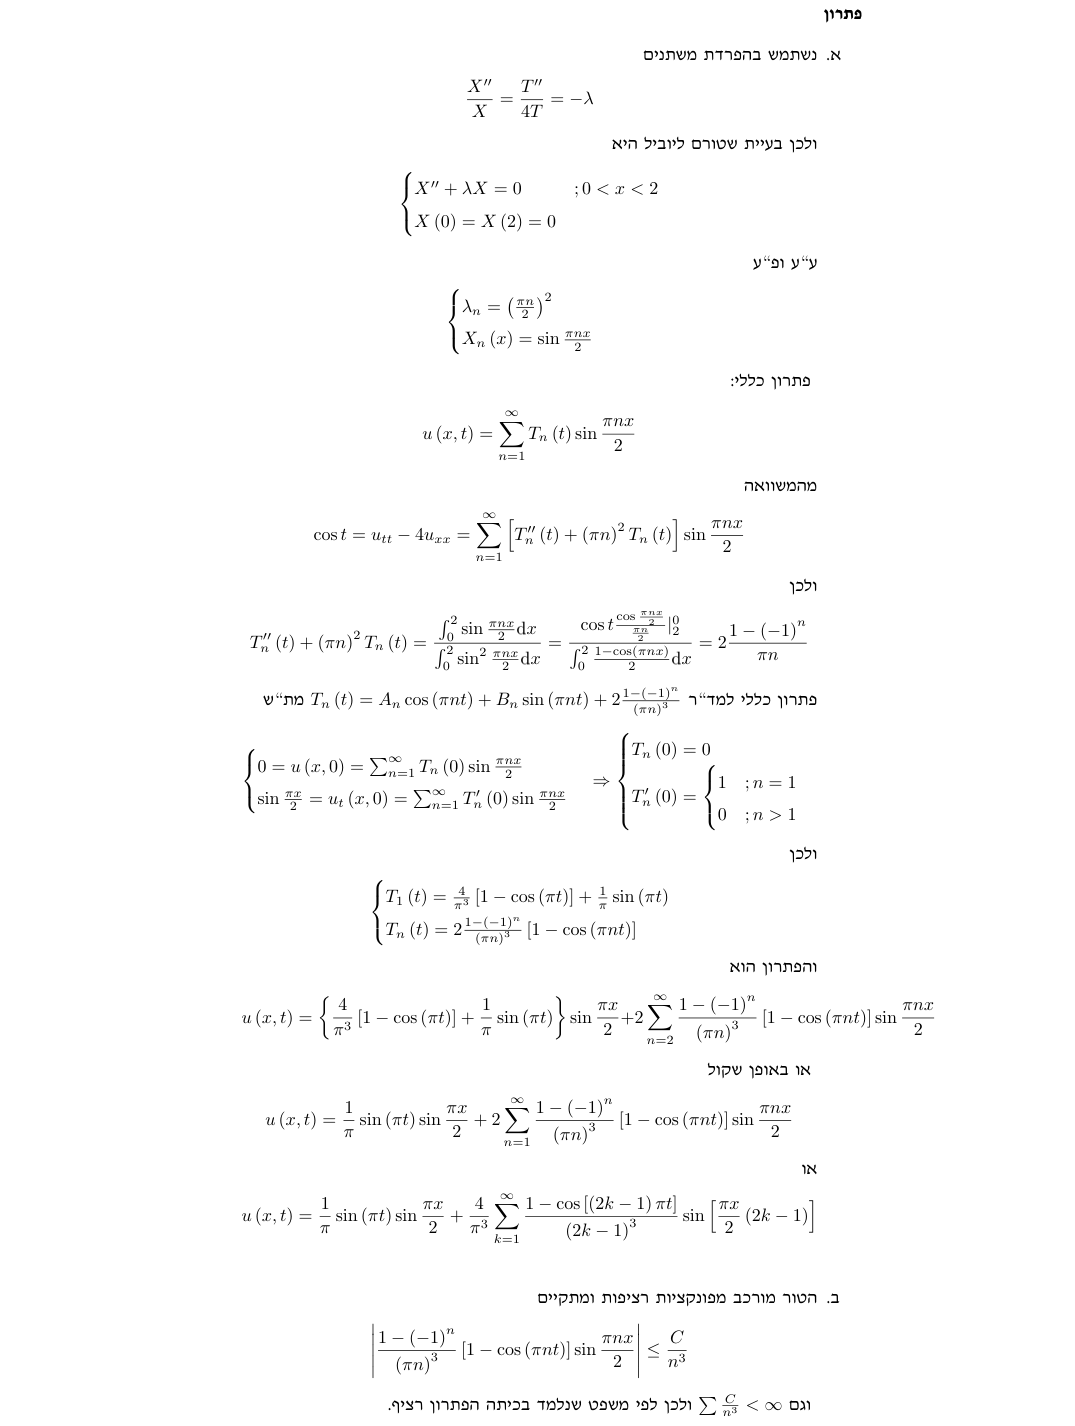 פתרון
א. נשתמש בהפרדת משתנים
X''/X = T''/4T = −λ
ולכן בעיית שטורם ליוביל היא
{ X'' + λX = 0 ; 0 < x < 2
X (0) = X (2) = 0
ע“ע ופ“ע
{ λ_n = (πn/2)^2
X_n (x) = sin πnx/2
פתרון כללי:
u (x, t) = ∑_{n=1}^{∞} T_n (t) sin πnx/2
מהמשוואה
cos t = u_{tt} − 4u_{xx} = ∑_{n=1}^{∞} [T_n'' (t) + (πn)^2 T_n (t)] sin πnx/2
ולכן
T_n'' (t) + (πn)^2 T_n (t) = (∫_0^2 sin πnx/2 dx)/(∫_0^2 sin^2 πnx/2 dx) = (cos t (cos πnx/2)/(πn/2) |_2^0)/(∫_0^2 (1−cos(πnx))/2 dx) = 2 (1 − (−1)^n)/(πn)
פתרון כללי למד“ר T_n (t) = A_n cos (πnt) + B_n sin (πnt) + 2 (1−(−1)^n)/(πn)^3 מת“ש
{ 0 = u (x, 0) = ∑_{n=1}^{∞} T_n (0) sin πnx/2 ⇒ { T_n (0) = 0
sin πx/2 = u_t (x, 0) = ∑_{n=1}^{∞} T_n' (0) sin πnx/2 T_n' (0) = { 1 ; n = 1
0 ; n > 1
ולכן
{ T_1 (t) = 4/π^3 [1 − cos (πt)] + 1/π sin (πt)
T_n (t) = 2 (1−(−1)^n)/(πn)^3 [1 − cos (πnt)]
והפתרון הוא
u (x, t) = { 4/π^3 [1 − cos (πt)] + 1/π sin (πt) } sin πx/2 + 2 ∑_{n=2}^{∞} (1 − (−1)^n)/(πn)^3 [1 − cos (πnt)] sin πnx/2
או באופן שקול
u (x, t) = 1/π sin (πt) sin πx/2 + 2 ∑_{n=1}^{∞} (1 − (−1)^n)/(πn)^3 [1 − cos (πnt)] sin πnx/2
או
u (x, t) = 1/π sin (πt) sin πx/2 + 4/π^3 ∑_{k=1}^{∞} (1 − cos [(2k − 1) πt])/(2k − 1)^3 sin [πx/2 (2k − 1)]
ב. הטור מורכב מפונקציות רציפות ומתקיים
| (1 − (−1)^n)/(πn)^3 [1 − cos (πnt)] sin πnx/2 | ≤ C/n^3
וגם ∑ C/n^3 < ∞ ולכן לפי משפט שנלמד בכיתה הפתרון רציף.